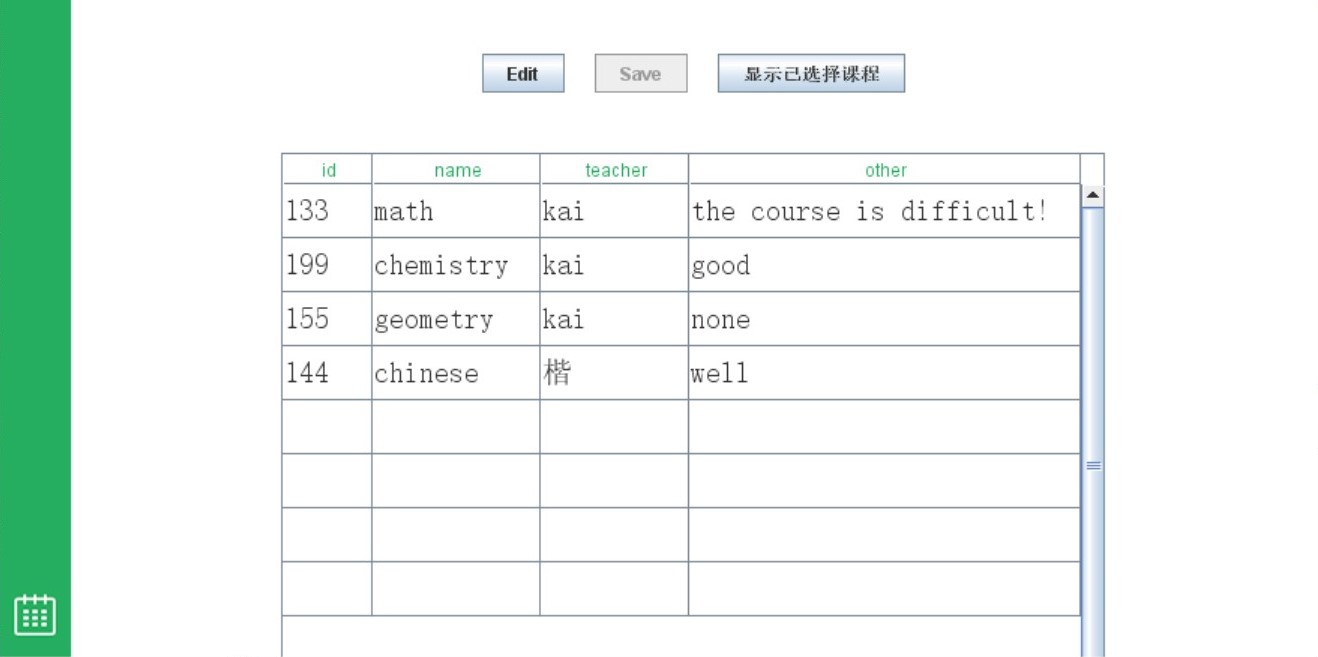 Edit Save 显示已选择课程
id name teacher other
133 math kai the course is difficult!
199 chemistry kai good
155 geometry kai none
144 chinese 楷 well